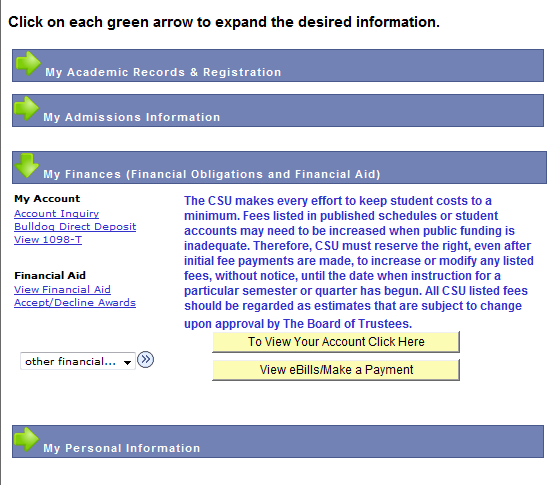 Click on each green arrow to expand the desired information.
My Academic Records & Registration
My Admissions Information
My Finances (Financial Obligations and Financial Aid)
My Account
Account Inquiry
Bulldog Direct Deposit
View 1098-T
Financial Aid
View Financial Aid
Accept/Decline Awards
other financial...
The CSU makes every effort to keep student costs to a
minimum. Fees listed in published schedules or student
accounts may need to be increased when public funding is
inadequate. Therefore, CSU must reserve the right, even after
initial fee payments are made, to increase or modify any listed
fees, without notice, until the date when instruction for a
particular semester or quarter has begun. All CSU listed fees
should be regarded as estimates that are subject to change
upon approval by The Board of Trustees.
To View Your Account Click Here
View eBills/Make a Payment
My Personal Information